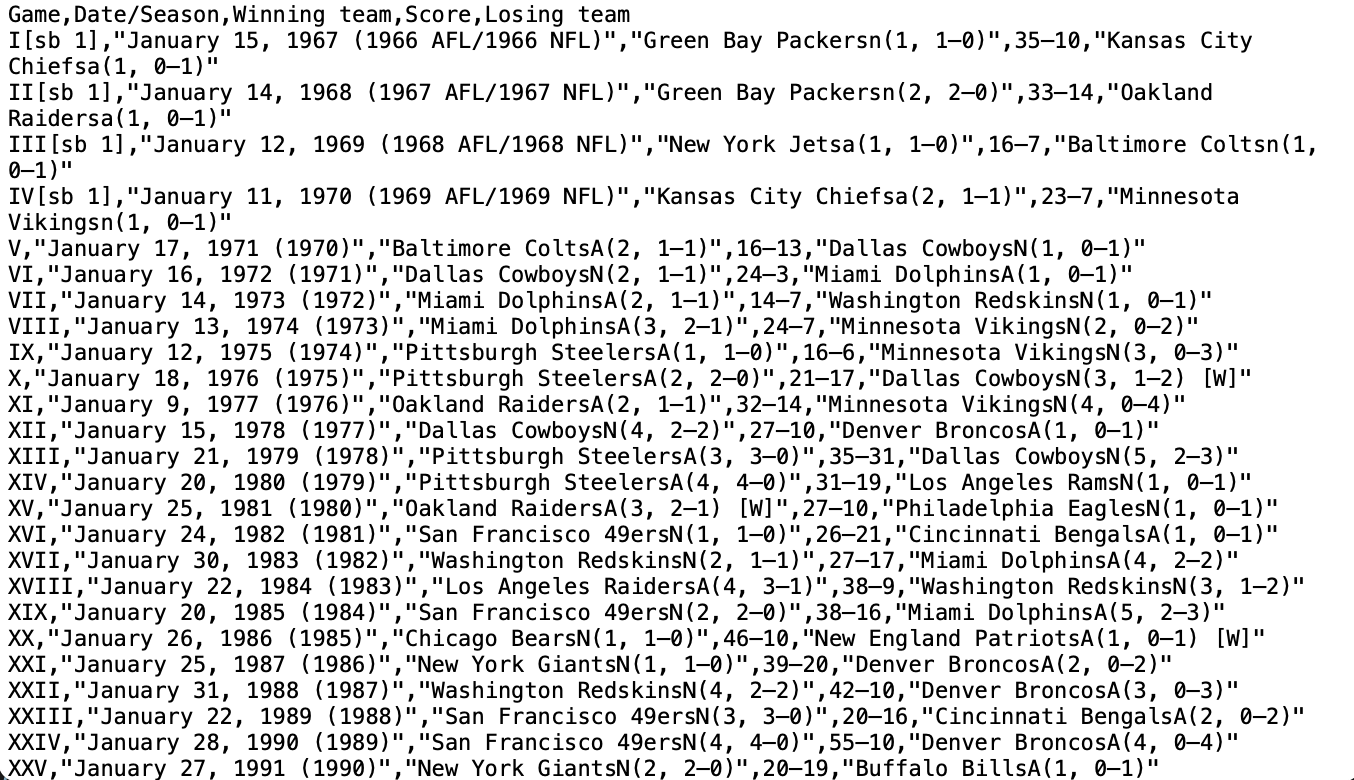 Game,Date/Season,Winning team,Score,Losing team
I[sb 1],"January 15, 1967 (1966 AFL/1966 NFL)","Green Bay Packersn(1, 1–0)",35–10,"Kansas City
Chiefsa(1, 0–1)"
II[sb 1],"January 14, 1968 (1967 AFL/1967 NFL)","Green Bay Packersn(2, 2–0)",33–14,"Oakland
Raidersa(1, 0–1)"
III[sb 1],"January 12, 1969 (1968 AFL/1968 NFL)","New York Jetsa(1, 1–0)",16–7,"Baltimore Coltsn(1,
0–1)"
IV[sb 1],"January 11, 1970 (1969 AFL/1969 NFL)","Kansas City Chiefsa(2, 1–1)",23–7,"Minnesota
Vikingsn(1, 0–1)"
V,"January 17, 1971 (1970)","Baltimore ColtsA(2, 1–1)",16–13,"Dallas CowboysN(1, 0–1)"
VI,"January 16, 1972 (1971)","Dallas CowboysN(2, 1–1)",24–3,"Miami DolphinsA(1, 0–1)"
VII,"January 14, 1973 (1972)","Miami DolphinsA(2, 1–1)",14–7,"Washington RedskinsN(1, 0–1)"
VIII,"January 13, 1974 (1973)","Miami DolphinsA(3, 2–1)",24–7,"Minnesota VikingsN(2, 0–2)"
IX,"January 12, 1975 (1974)","Pittsburgh SteelersA(1, 1–0)",16–6,"Minnesota VikingsN(3, 0–3)"
X,"January 18, 1976 (1975)","Pittsburgh SteelersA(2, 2–0)",21–17,"Dallas CowboysN(3, 1–2) [W]"
XI,"January 9, 1977 (1976)","Oakland RaidersA(2, 1–1)",32–14,"Minnesota VikingsN(4, 0–4)"
XII,"January 15, 1978 (1977)","Dallas CowboysN(4, 2–2)",27–10,"Denver BroncosA(1, 0–1)"
XIII,"January 21, 1979 (1978)","Pittsburgh SteelersA(3, 3–0)",35–31,"Dallas CowboysN(5, 2–3)"
XIV,"January 20, 1980 (1979)","Pittsburgh SteelersA(4, 4–0)",31–19,"Los Angeles RamsN(1, 0–1)"
XV,"January 25, 1981 (1980)","Oakland RaidersA(3, 2–1) [W]",27–10,"Philadelphia EaglesN(1, 0–1)"
XVI,"January 24, 1982 (1981)","San Francisco 49ersN(1, 1–0)",26–21,"Cincinnati BengalsA(1, 0–1)"
XVII,"January 30, 1983 (1982)","Washington RedskinsN(2, 1–1)",27–17,"Miami DolphinsA(4, 2–2)"
XVIII,"January 22, 1984 (1983)","Los Angeles RaidersA(4, 3–1)",38–9,"Washington RedskinsN(3, 1–2)"
XIX,"January 20, 1985 (1984)","San Francisco 49ersN(2, 2–0)",38–16,"Miami DolphinsA(5, 2–3)"
XX,"January 26, 1986 (1985)","Chicago BearsN(1, 1–0)",46–10,"New England PatriotsA(1, 0–1) [W]"
XXI,"January 25, 1987 (1986)","New York GiantsN(1, 1–0)",39–20,"Denver BroncosA(2, 0–2)"
XXII,"January 31, 1988 (1987)","Washington RedskinsN(4, 2–2)",42–10,"Denver BroncosA(3, 0–3)"
XXIII,"January 22, 1989 (1988)","San Francisco 49ersN(3, 3–0)",20–16,"Cincinnati BengalsA(2, 0–2)"
XXIV,"January 28, 1990 (1989)","San Francisco 49ersN(4, 4–0)",55–10,"Denver BroncosA(4, 0–4)"
XXV,"January 27, 1991 (1990)","New York GiantsN(2, 2–0)",20–19,"Buffalo BillsA(1, 0–1)"